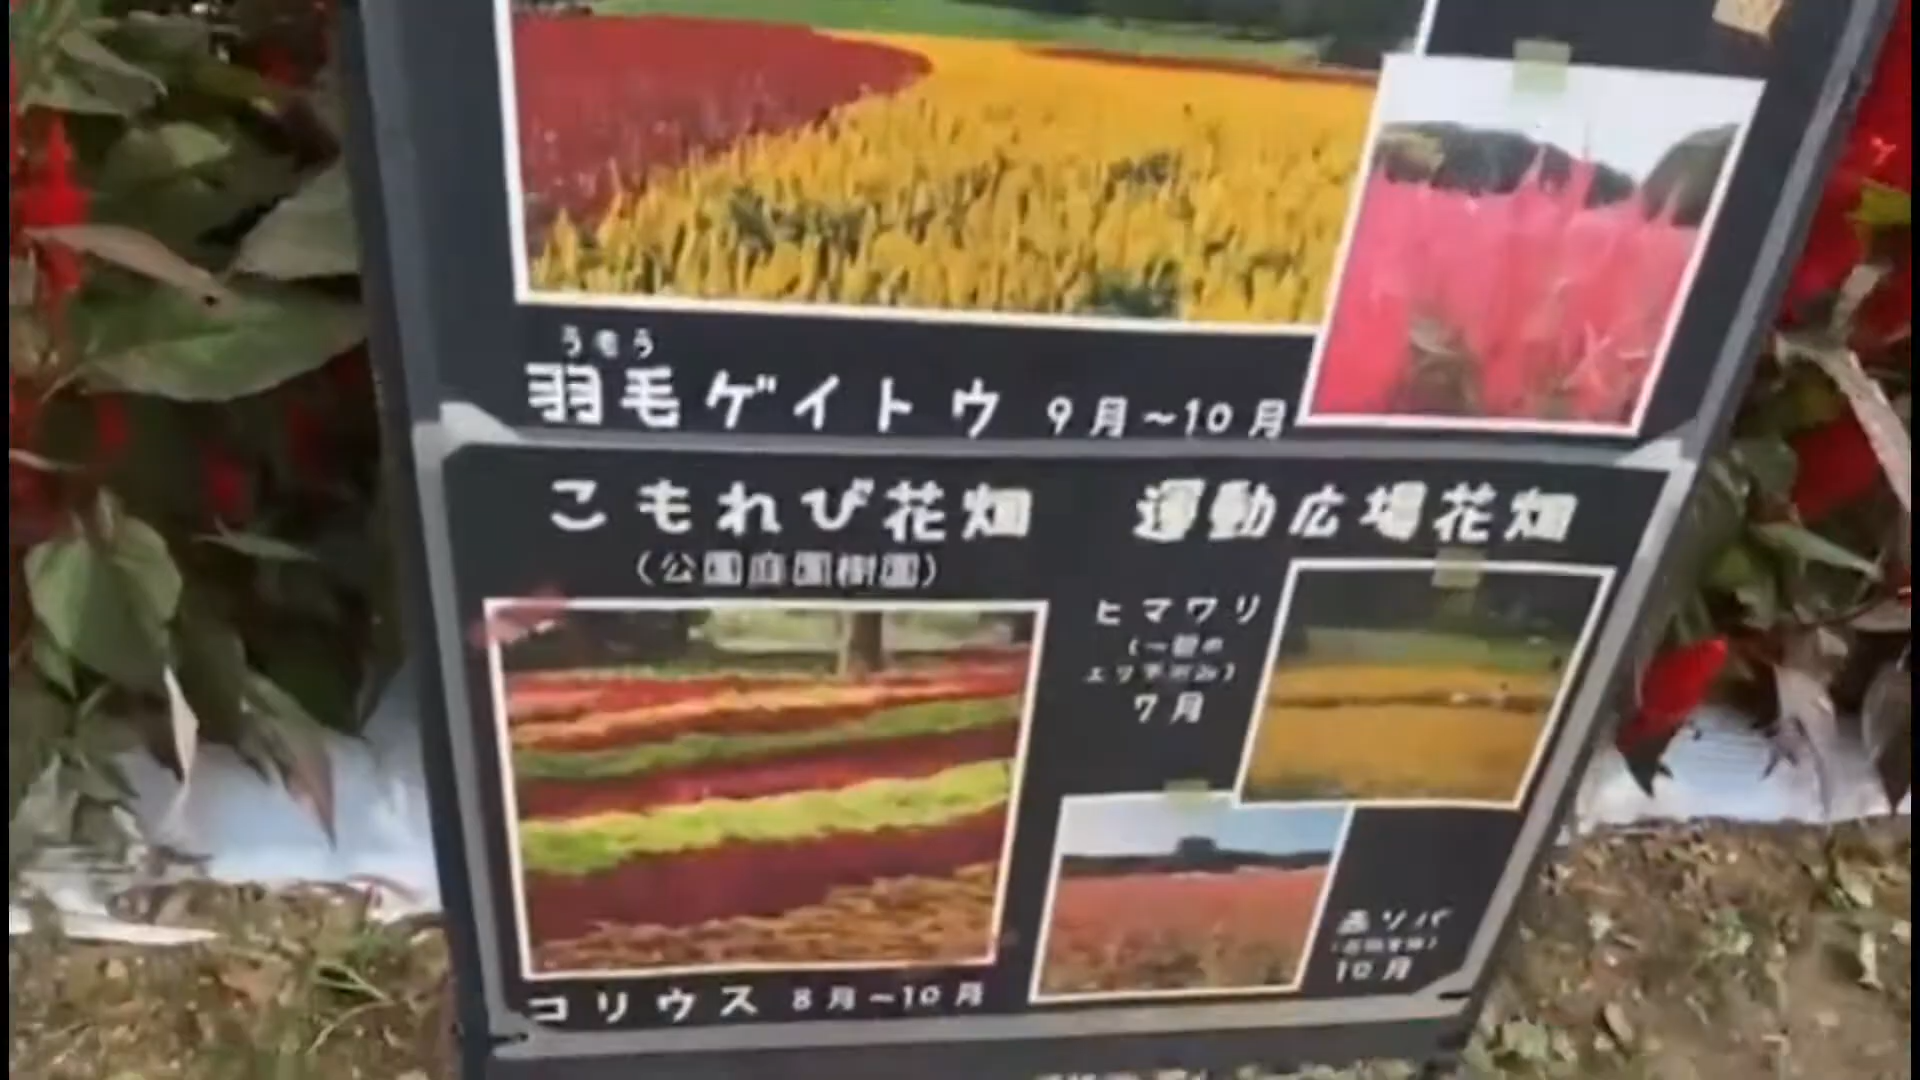 うもう
羽毛ゲイトウ 9月～10月
こもれび花畑
(公園庭園樹園)
コリウス 8月～10月
運動広場花畑
ヒマワリ
7月
赤ソバ
10月